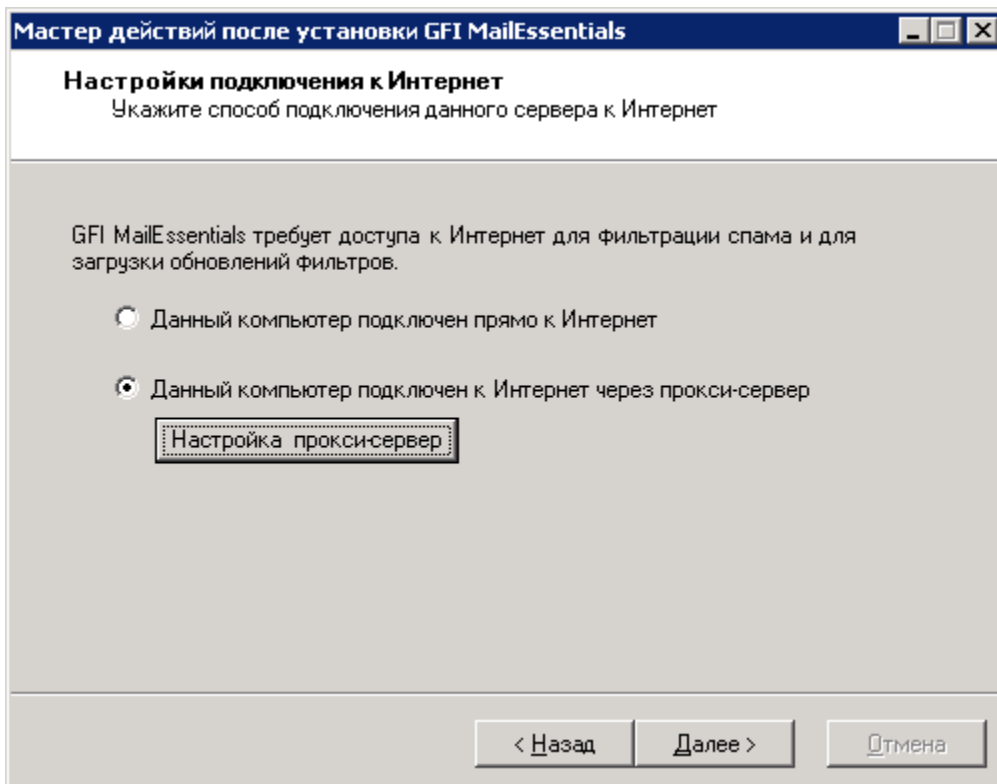 Мастер действий после установки GFI MailEssentials
Настройки подключения к Интернет
Укажите способ подключения данного сервера к Интернет
GFI MailEssentials требует доступа к Интернет для фильтрации спама и для
загрузки обновлений фильтров.
Данный компьютер подключен прямо к Интернет
Данный компьютер подключен к Интернет через прокси-сервер
Настройка прокси-сервер
< Назад
Далее >
Отмена